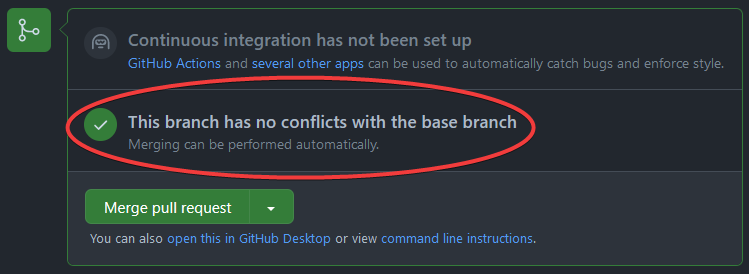 Continuous integration has not been set up
GitHub Actions and several other apps can be used to automatically catch bugs and enforce style.
This branch has no conflicts with the base branch
Merging can be performed automatically.
Merge pull request
You can also open this in GitHub Desktop or view command line instructions.